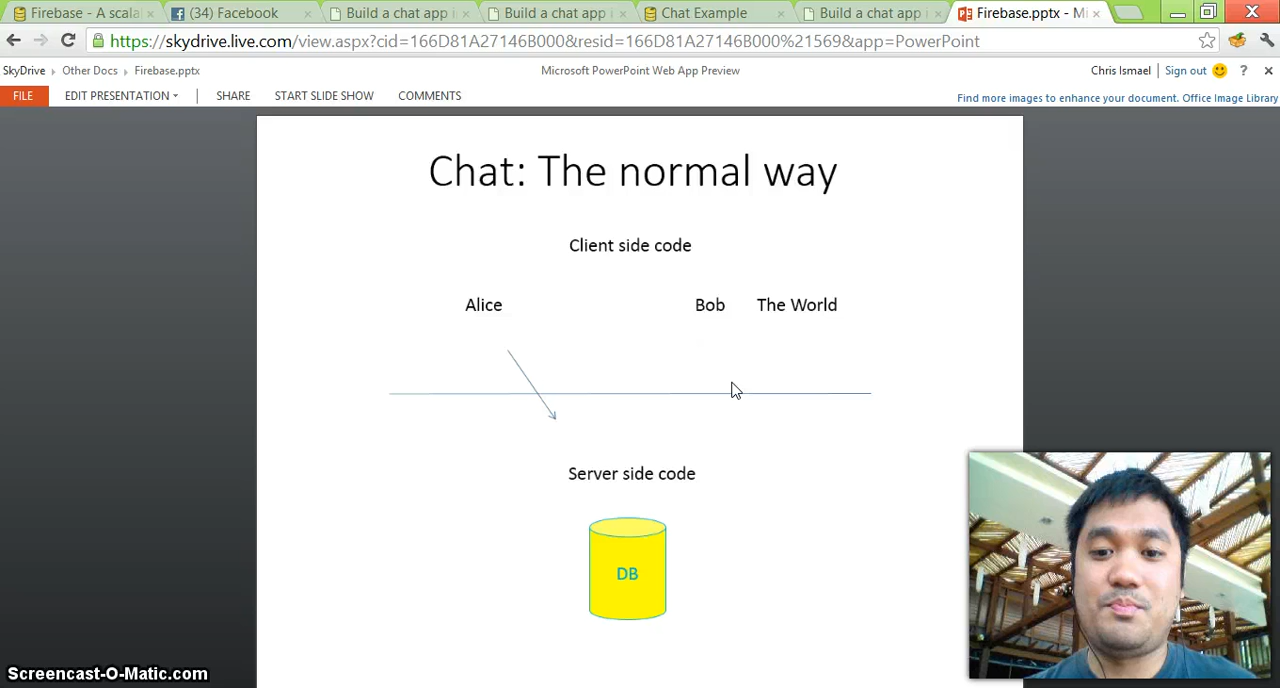 Firebase - A scala
(34) Facebook
Build a chat app i
Build a chat app i
Chat Example
Build a chat app
Firebase.pptx - Mi
https://skydrive.live.com/view.aspx?cid=166D81A27146B000&resid=166D81A27146B000%21569&app=PowerPoint
SkyDrive Other Docs Firebase.pptx
Microsoft PowerPoint Web App Preview
Chris Ismael Sign out ?
FILE EDIT PRESENTATION SHARE START SLIDE SHOW COMMENTS
Find more images to enhance your document. Office Image Library
Chat: The normal way
Client side code
Alice Bob The World
Server side code
DB
Screencast-O-Matic.com